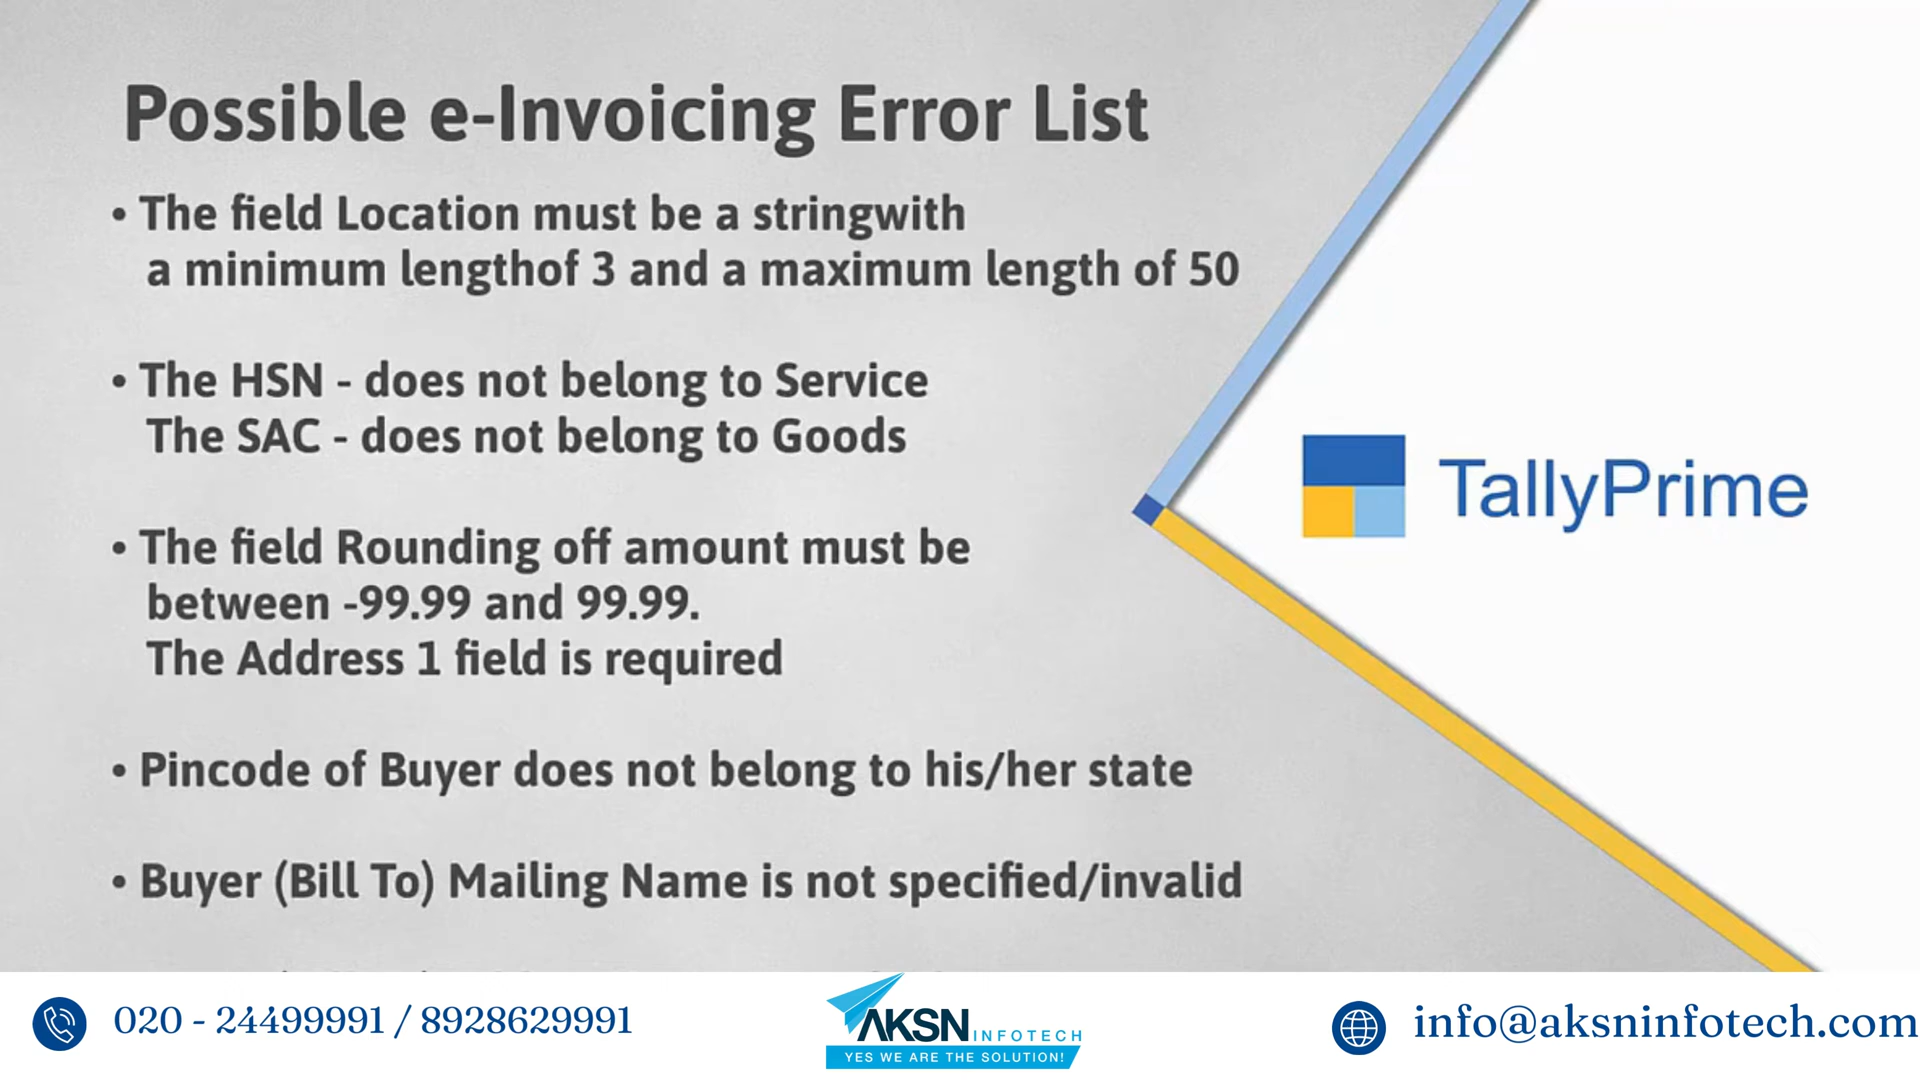 Possible e-Invoicing Error List
• The field Location must be a stringwith
a minimum lengthof 3 and a maximum length of 50
• The HSN - does not belong to Service
The SAC - does not belong to Goods
• The field Rounding off amount must be
between -99.99 and 99.99.
The Address 1 field is required
• Pincode of Buyer does not belong to his/her state
• Buyer (Bill To) Mailing Name is not specified/invalid
TallyPrime
020 - 24499991 / 8928629991
AKSN INFOTECH
YES WE ARE THE SOLUTION!
info@aksninfotech.com